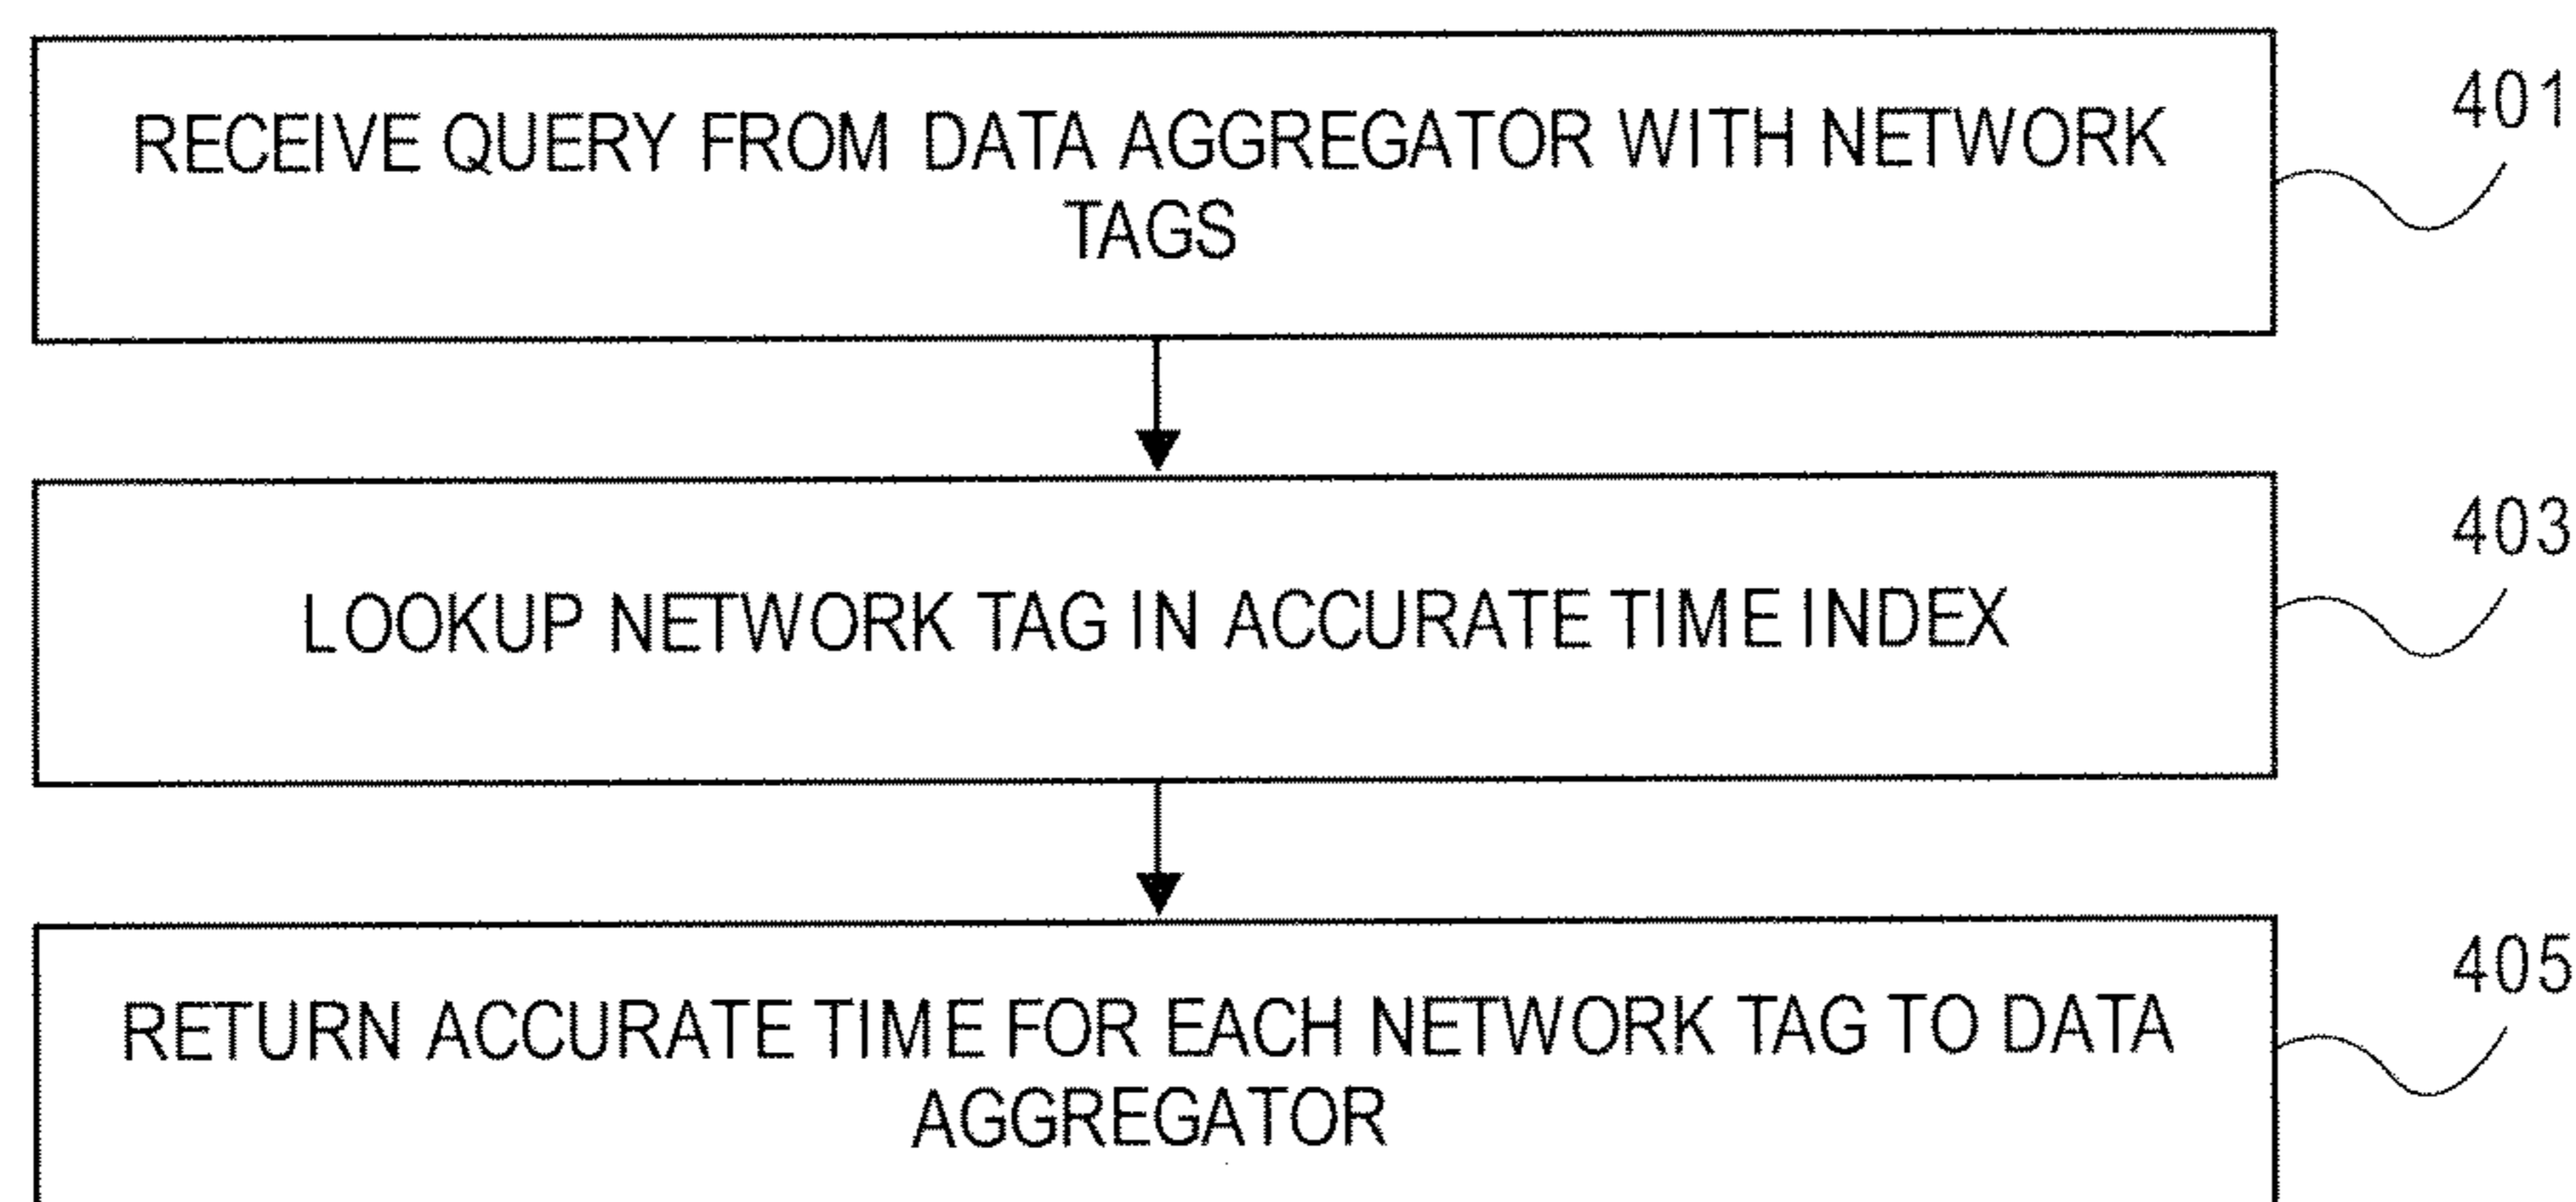 RECEIVE QUERY FROM DATA AGGREGATOR WITH NETWORK
TAGS
401
LOOKUP NETWORK TAG IN ACCURATE TIME INDEX
403
RETURN ACCURATE TIME FOR EACH NETWORK TAG TO DATA
AGGREGATOR
405